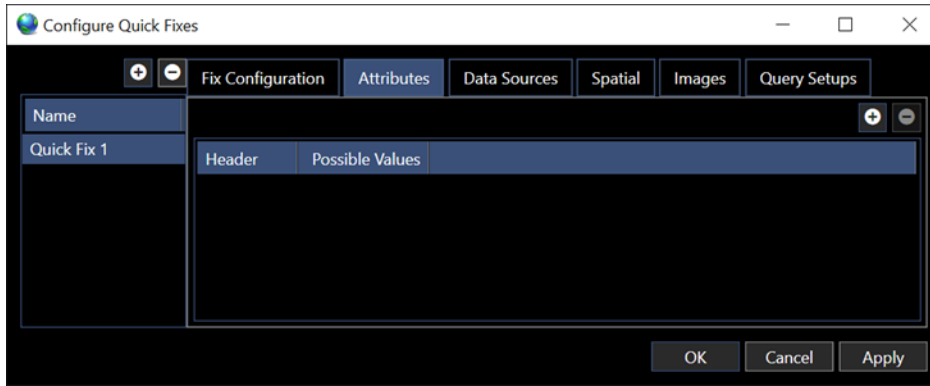 Configure Quick Fixes
Fix Configuration Attributes Data Sources Spatial Images Query Setups
Name
Quick Fix 1
Header Possible Values
OK Cancel Apply